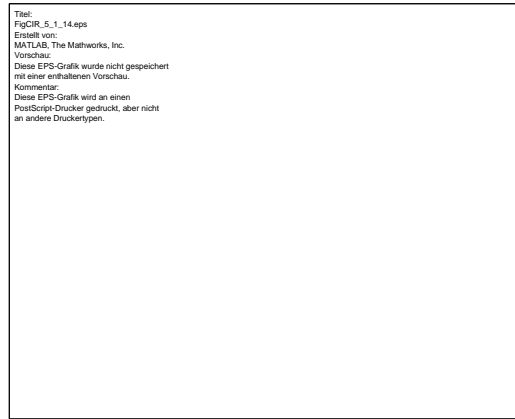 Titel:
FigCIR_5_1_14.eps
Erstellt von:
MATLAB, The Mathworks, Inc.
Vorschau:
Diese EPS-Grafik wurde nicht gespeichert
mit einer enthaltenen Vorschau.
Kommentar:
Diese EPS-Grafik wird an einen
PostScript-Drucker gedruckt, aber nicht
an andere Druckertypen.